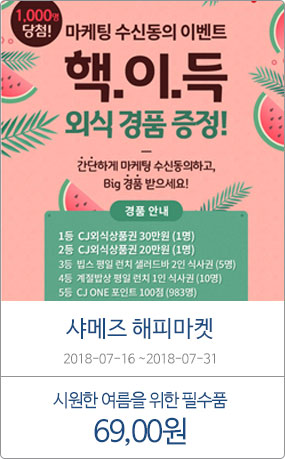 1,000명
당첨!
마케팅 수신동의 이벤트
핵.이.득
외식 경품 증정!
간단하게 마케팅 수신동의하고,
Big 경품 받으세요!
경품 안내
1등 CJ외식상품권 30만원 (1명)
2등 CJ외식상품권 20만원 (1명)
3등 빕스 평일 런치 샐러드바 2인 식사권 (5명)
4등 계절밥상 평일 런치 1인 식사권 (10명)
5등 CJ ONE 포인트 100점 (983명)
샤메즈 해피마켓
2018-07-16 ~2018-07-31
시원한 여름을 위한 필수품
69,00원